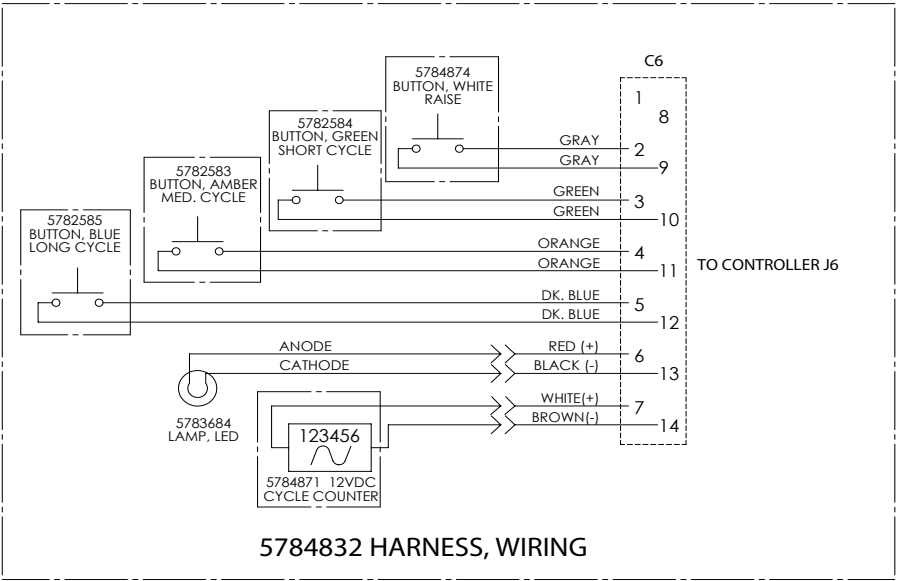 C6
5784874
BUTTON, WHITE
RAISE
1
8
5782584
BUTTON, GREEN
SHORT CYCLE
GRAY
2
GRAY
9
5782583
BUTTON, AMBER
MED. CYCLE
GREEN
3
GREEN
10
5782585
BUTTON, BLUE
LONG CYCLE
ORANGE
4
ORANGE
11
TO CONTROLLER J6
DK. BLUE
5
DK. BLUE
12
ANODE
RED (+)
6
CATHODE
BLACK (-)
13
5783684
LAMP, LED
WHITE(+)
7
BROWN(-)
14
123456
5784871 12VDC
CYCLE COUNTER
5784832 HARNESS, WIRING